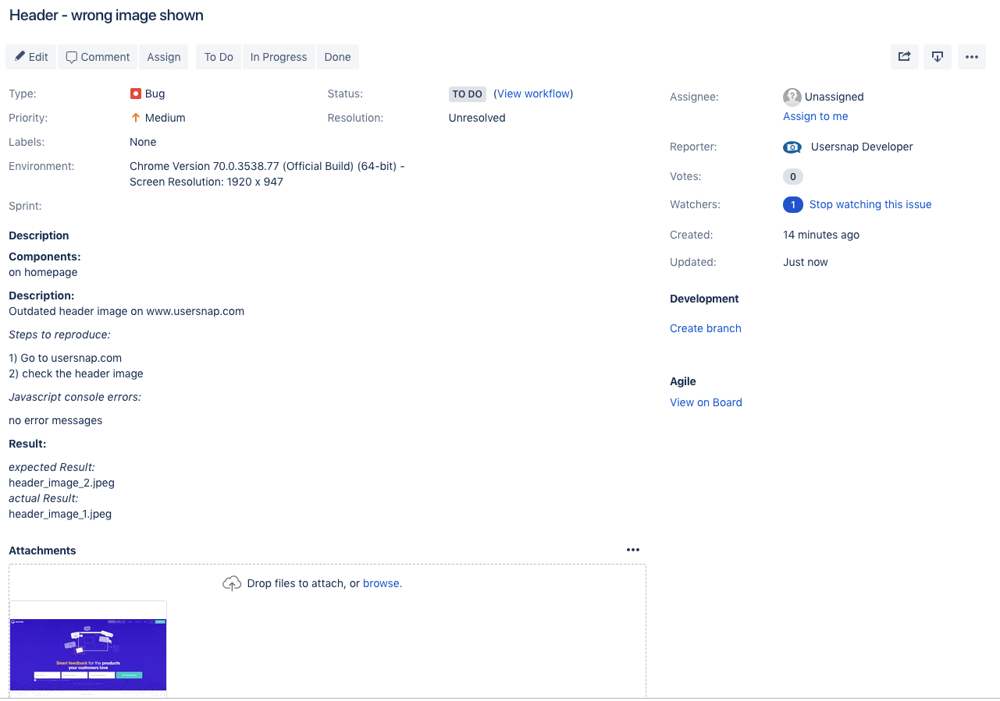 Header - wrong image shown
Edit Comment Assign To Do In Progress Done
Type: Bug
Priority: Medium
Labels: None
Environment: Chrome Version 70.0.3538.77 (Official Build) (64-bit) -
Screen Resolution: 1920 x 947
Sprint:
Status: TO DO (View workflow)
Resolution: Unresolved
Description
Components:
on homepage
Description:
Outdated header image on www.usersnap.com
Steps to reproduce:
1) Go to usersnap.com
2) check the header image
Javascript console errors:
no error messages
Result:
expected Result:
header_image_2.jpeg
actual Result:
header_image_1.jpeg
Attachments
Drop files to attach, or browse.
Smart feedback for the products
your customers love
Assignee: Unassigned
Assign to me
Reporter: Usersnap Developer
Votes: 0
Watchers: 1 Stop watching this issue
Created: 14 minutes ago
Updated: Just now
Development
Create branch
Agile
View on Board